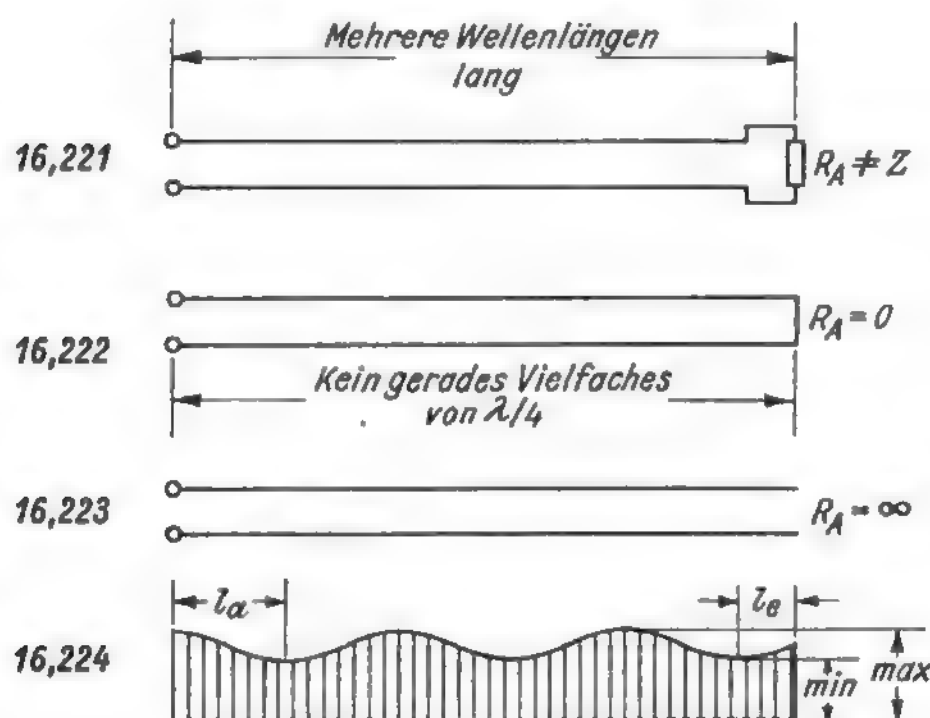 Mehrere Wellenlängen
lang
16,221
R_A ≠ Z
16,222
R_A = 0
Kein gerades Vielfaches
von λ/4
16,223
R_A = ∞
16,224
l_a
l_e
min
max